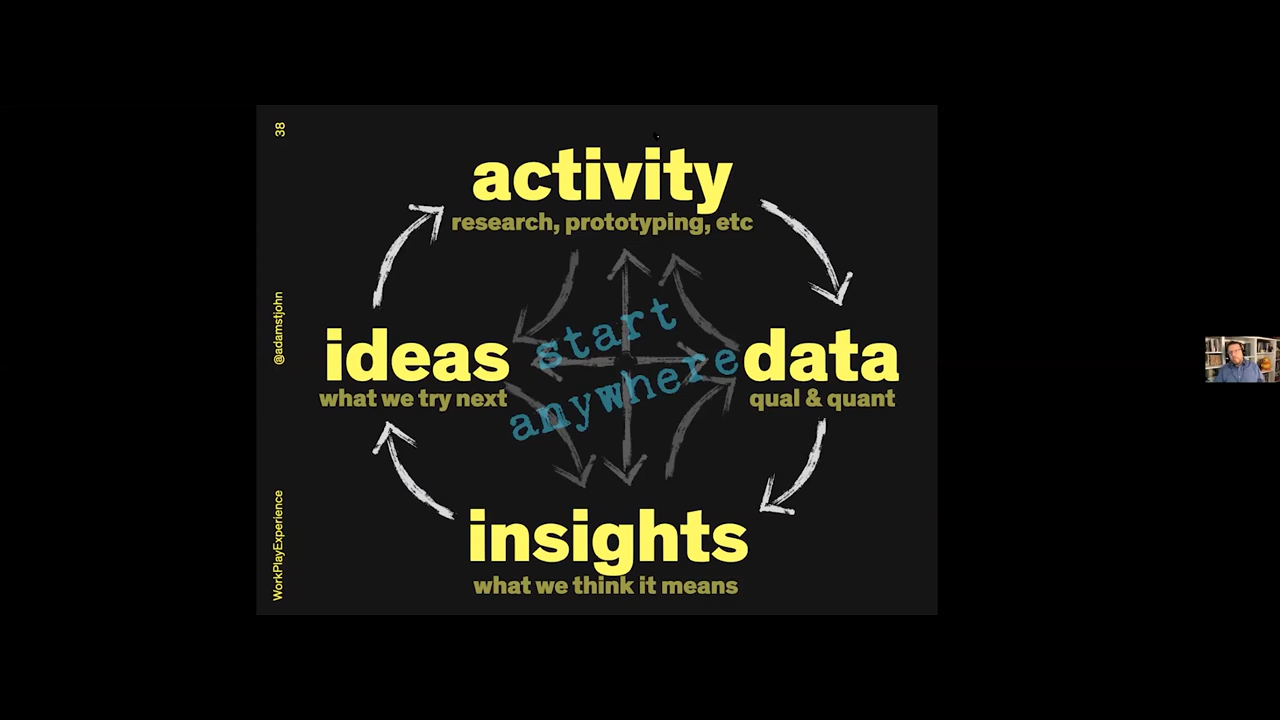 38
@adamstjohn
WorkPlayExperience
activity
research, prototyping, etc
ideas
what we try next
start
anywhere
data
qual & quant
insights
what we think it means